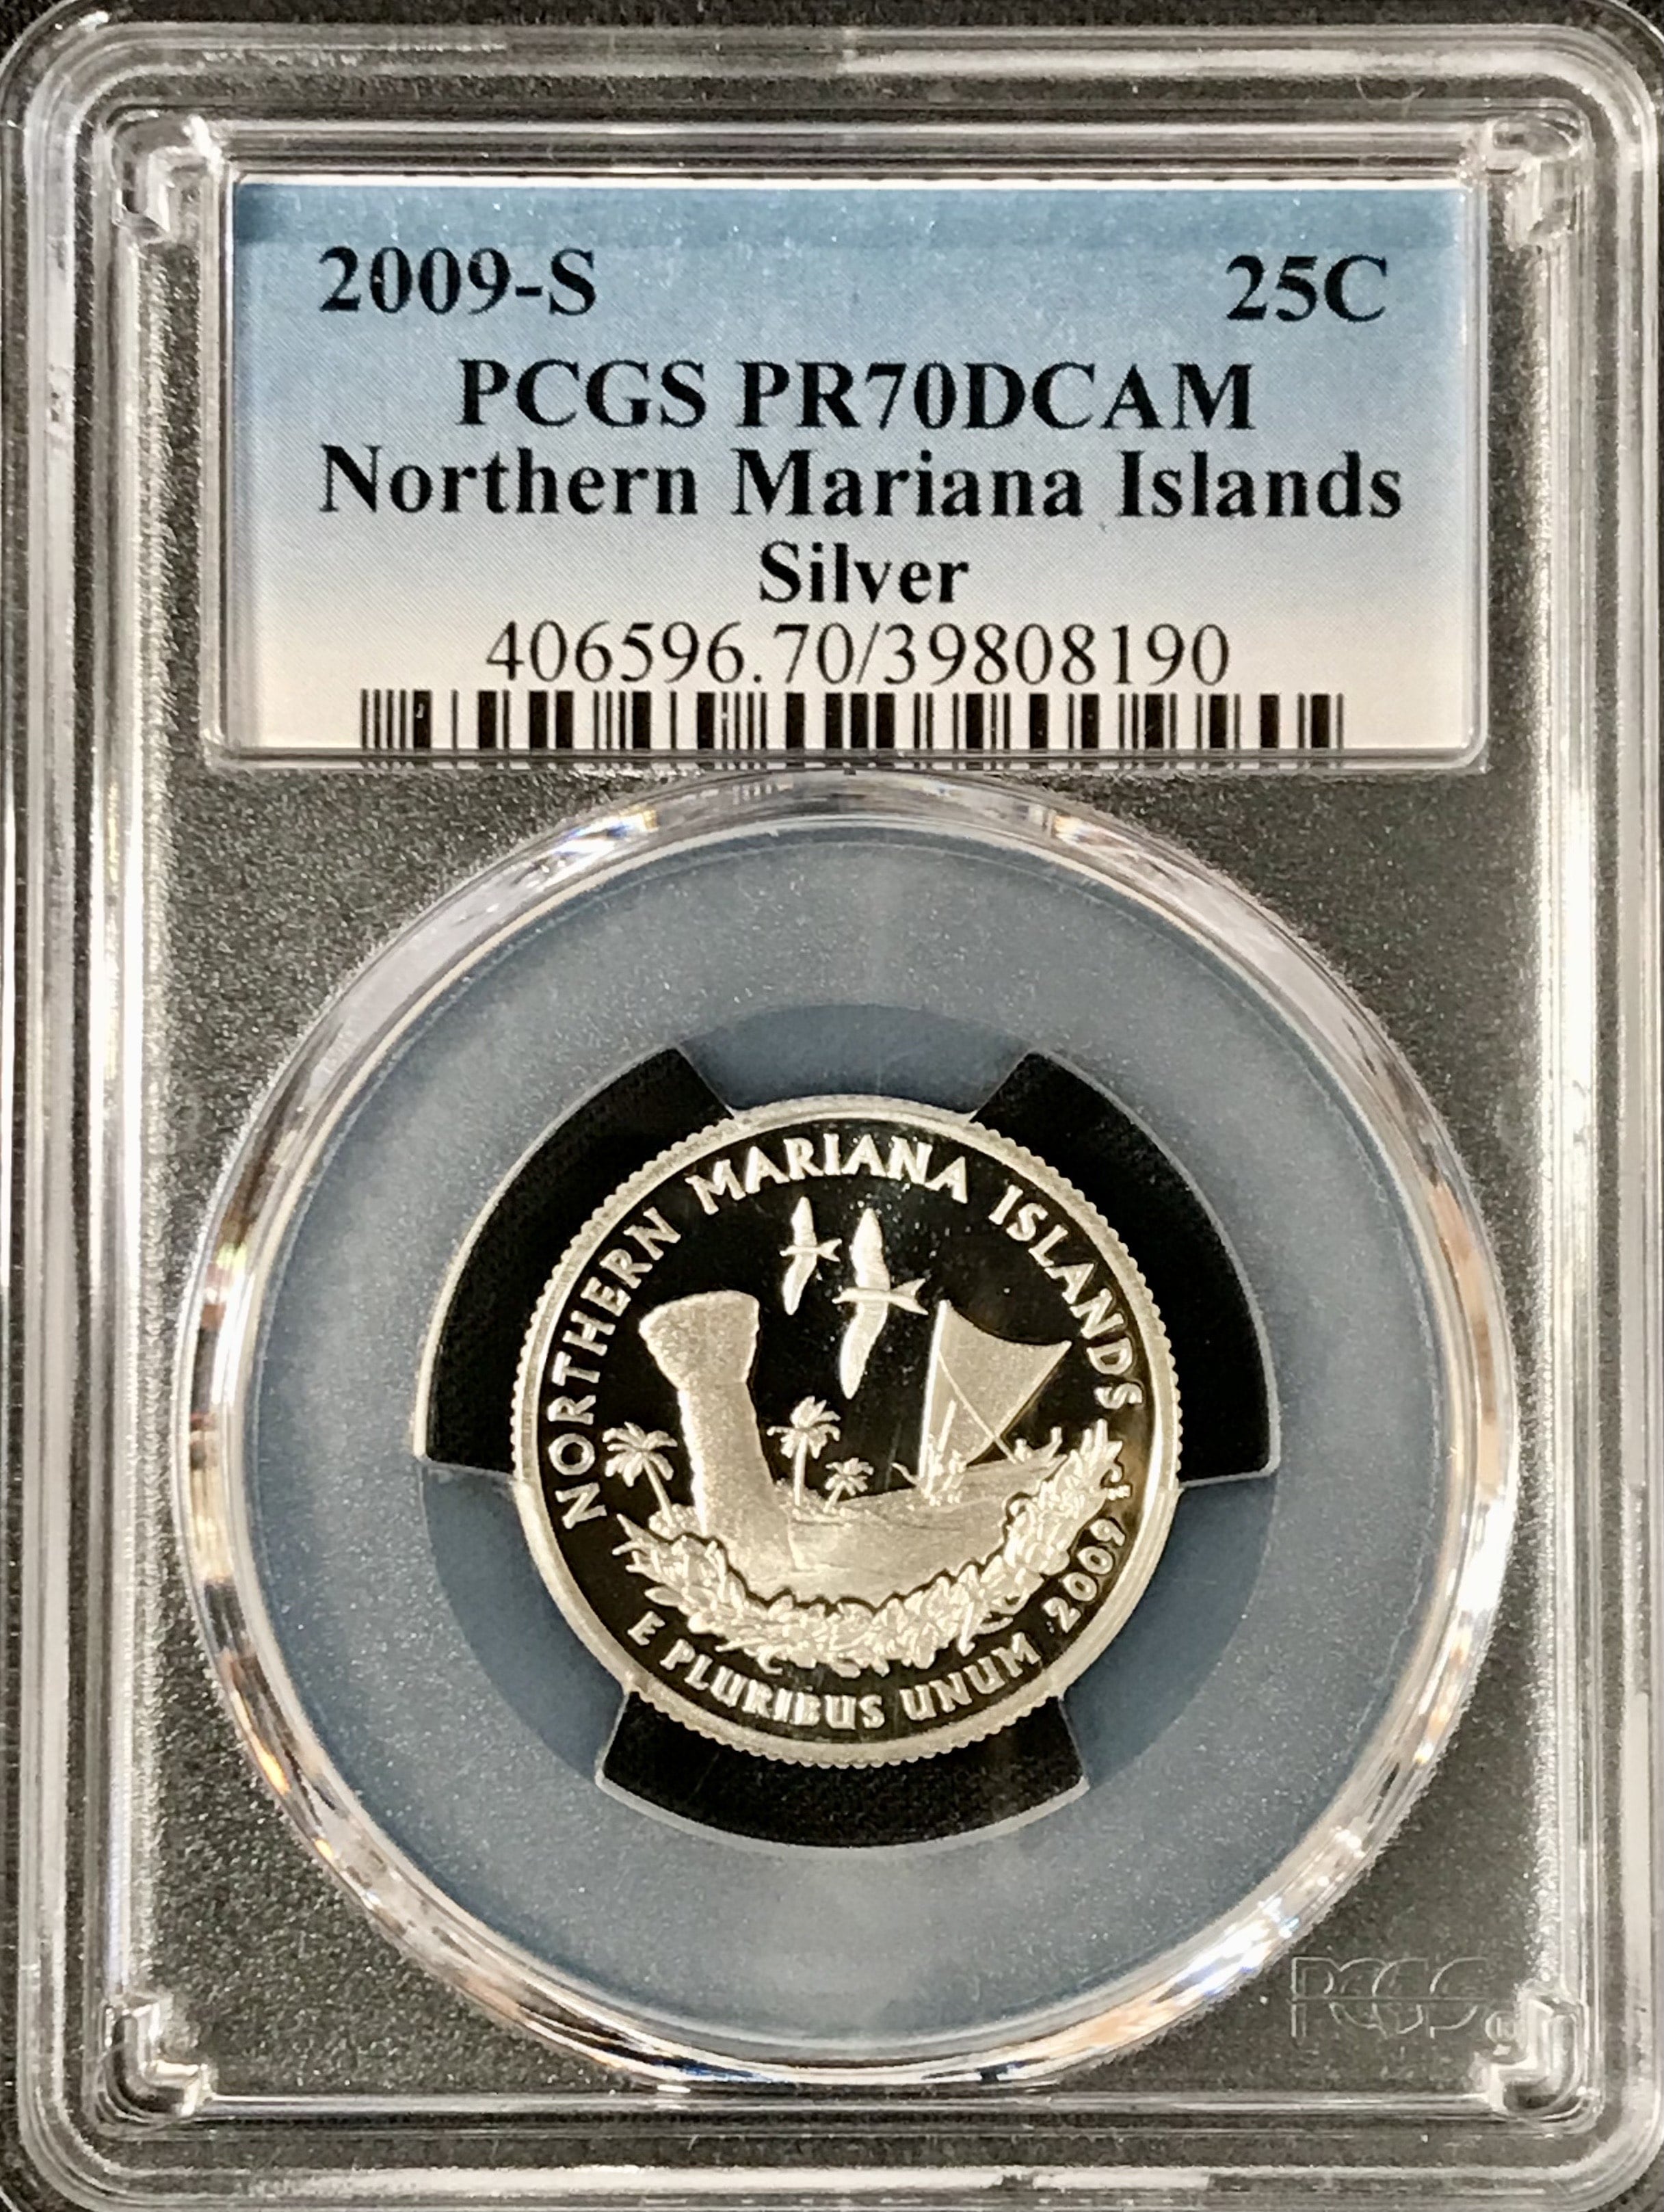 2009-S 25C
PCGS PR70DCAM
Northern Mariana Islands
Silver
406596.70/39808190
NORTHERN MARIANA ISLANDS
E PLURIBUS UNUM 2009
PCGS